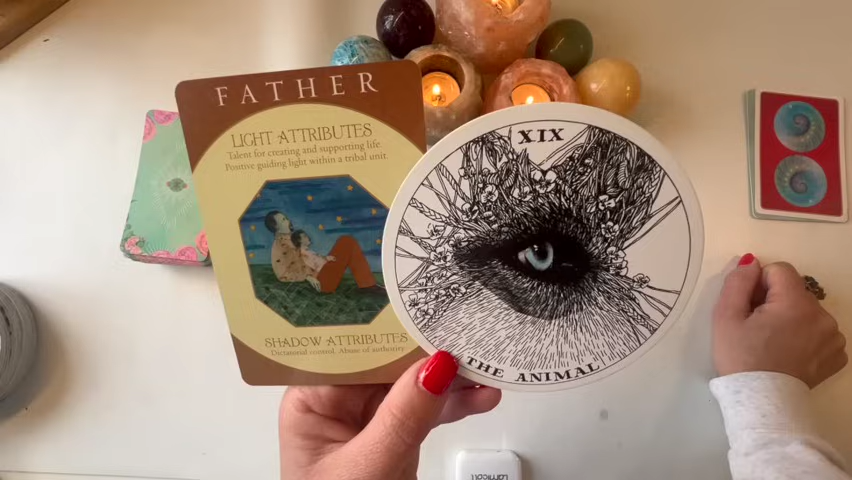 FATHER
LIGHT ATTRIBUTES
Talent for creating and supporting life.
Positive guiding light within a tribal unit.
SHADOW ATTRIBUTES
Dictatorial control. Abuse of authority.
XIX
THE ANIMAL